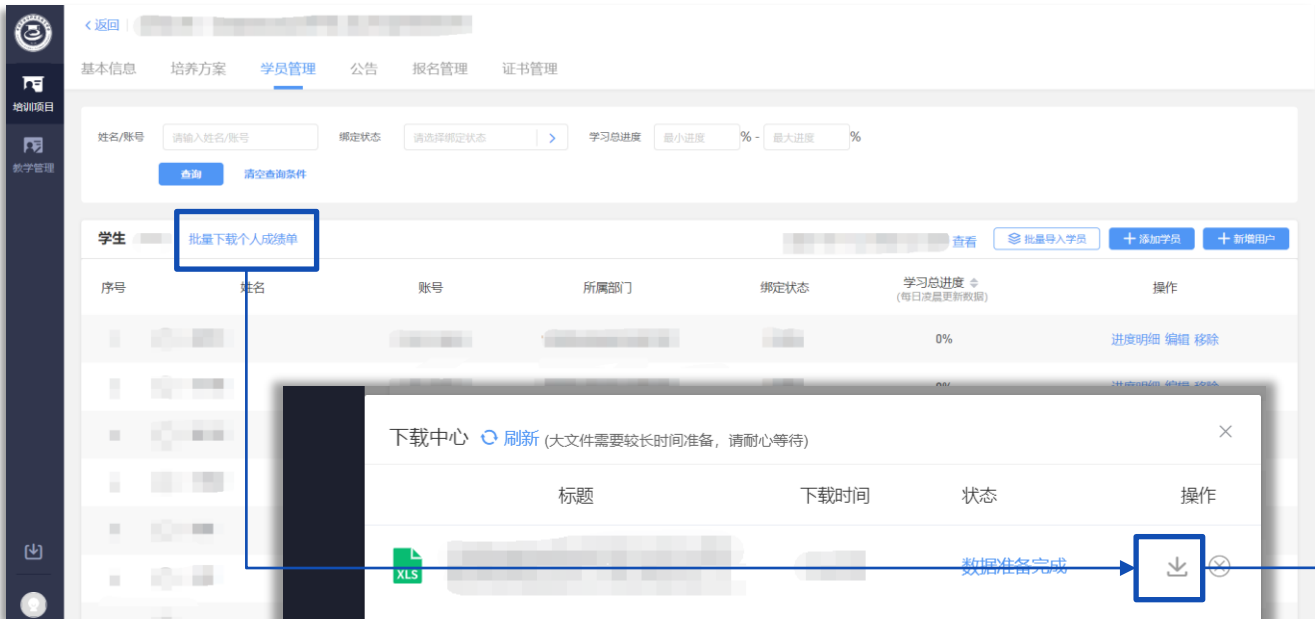 返回
基本信息 培养方案 学员管理 公告 报名管理 证书管理
培训项目
教学管理
姓名/账号 请输入姓名/账号 绑定状态 请选择绑定状态 学习总进度 最小进度 % - 最大进度 %
查询 清空查询条件
学生 批量下载个人成绩单 查看 批量导入学员 添加学员 新增用户
序号 姓名 账号 所属部门 绑定状态 学习总进度 操作
(每日凌晨更新数据)
0% 进度明细 编辑 移除
0% 进度明细 编辑 移除
下载中心 刷新 (大文件需要较长时间准备，请耐心等待)
标题 下载时间 状态 操作
XLS 数据准备完成